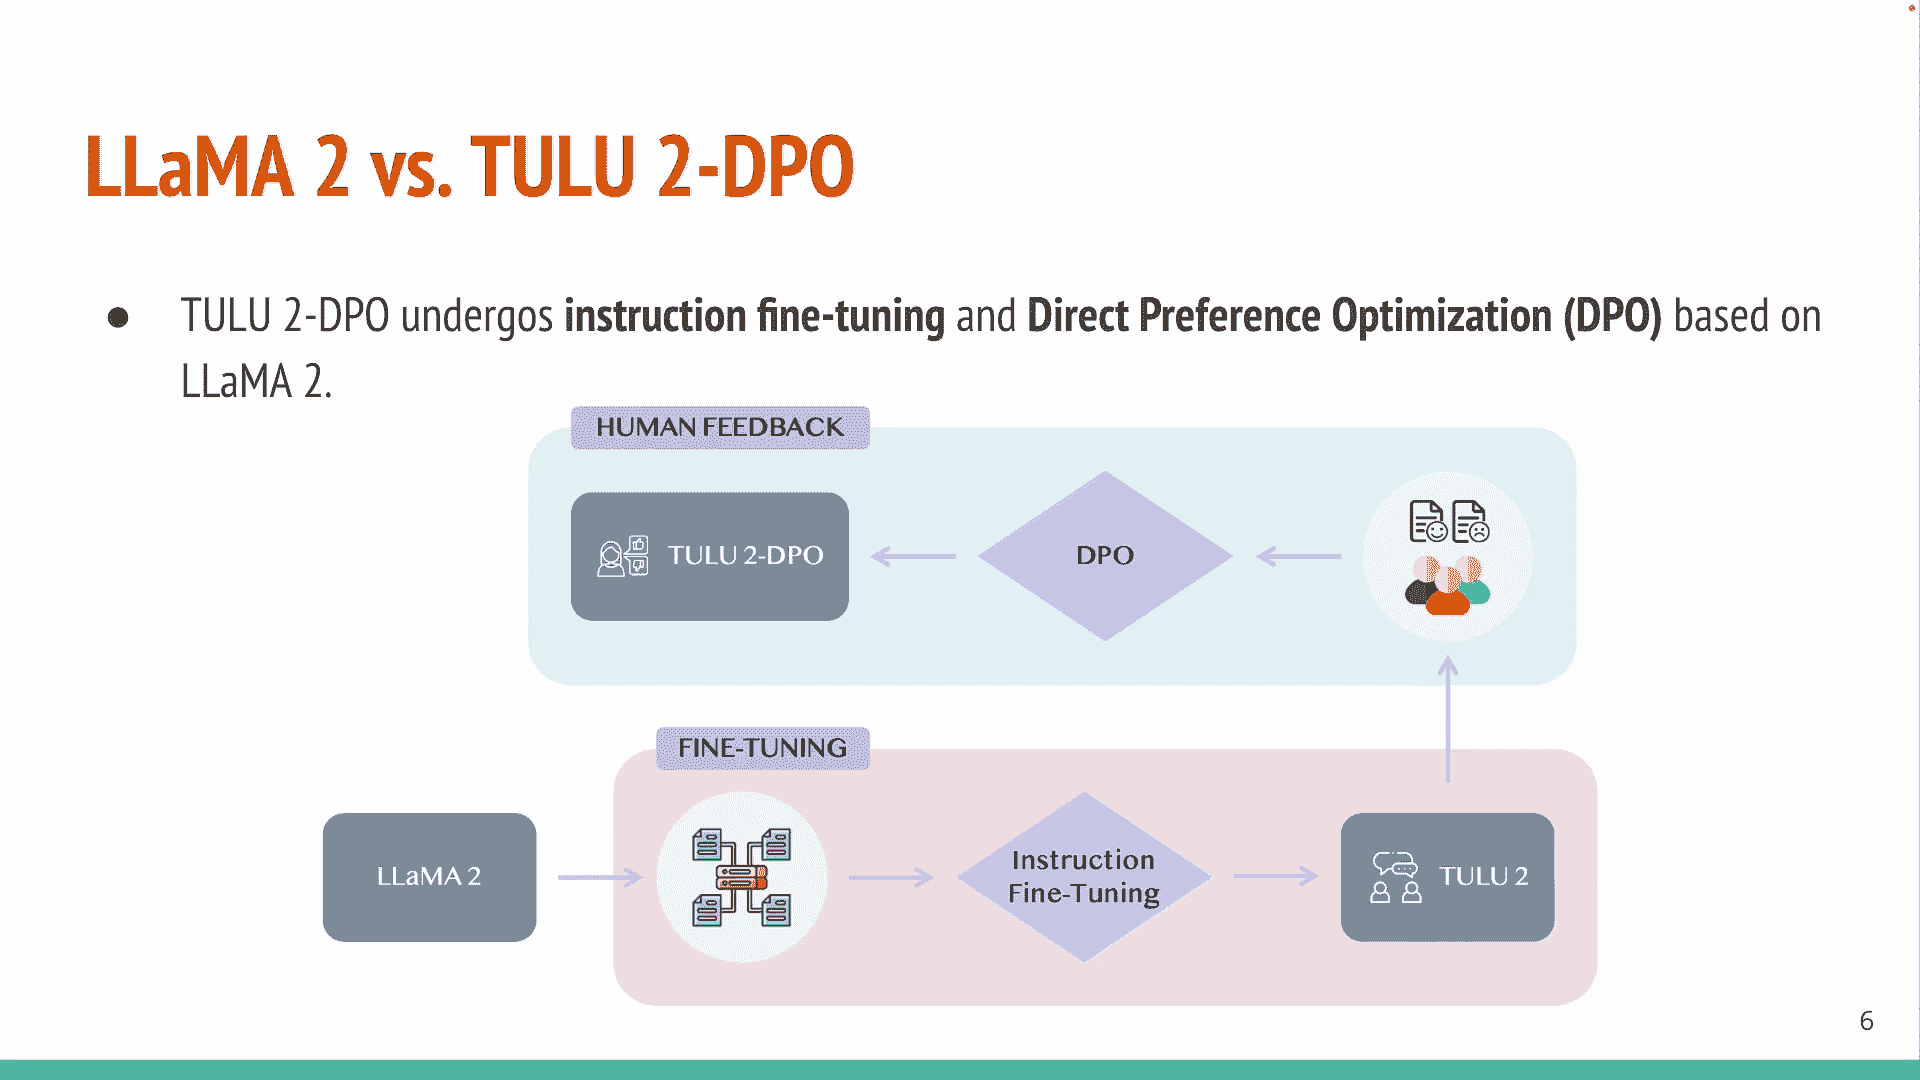 LLaMA 2 vs. TULU 2-DPO
● TULU 2-DPO undergos instruction fine-tuning and Direct Preference Optimization (DPO) based on
LLaMA 2.
HUMAN FEEDBACK
TULU 2-DPO
DPO
FINE-TUNING
LLaMA 2
Instruction
Fine-Tuning
TULU 2
6